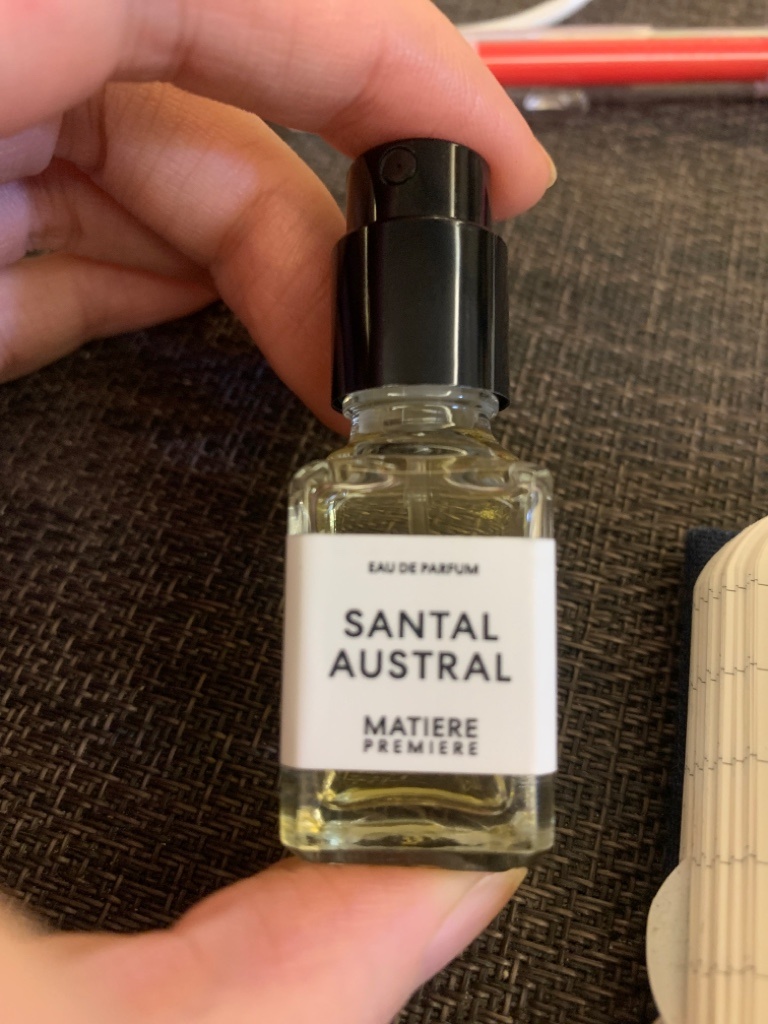 EAU DE PARFUM
SANTAL
AUSTRAL
MATIERE
PREMIERE